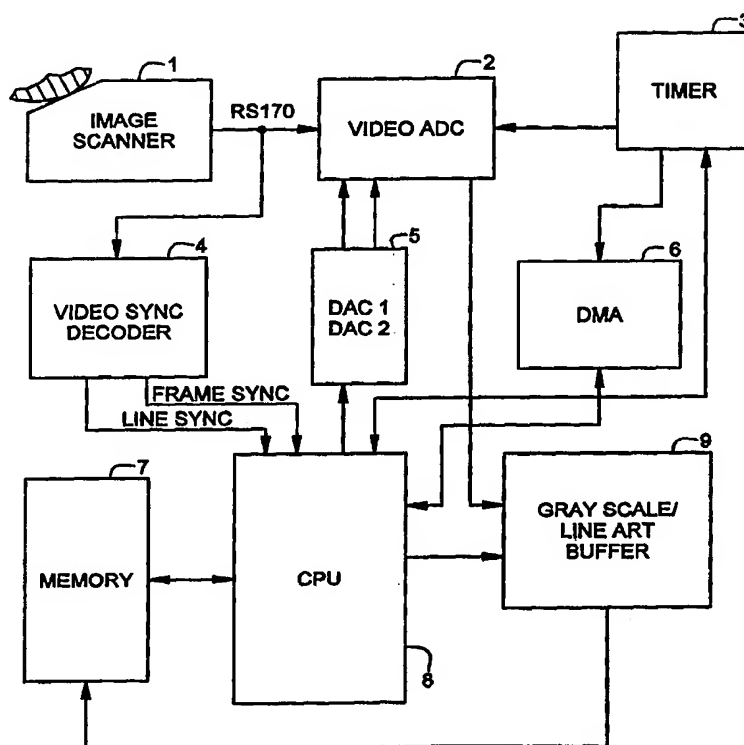 1
IMAGE
SCANNER
RS170
2
VIDEO ADC
3
TIMER
4
VIDEO SYNC
DECODER
5
DAC 1
DAC 2
6
DMA
FRAME SYNC
LINE SYNC
7
MEMORY
CPU
8
9
GRAY SCALE/
LINE ART
BUFFER